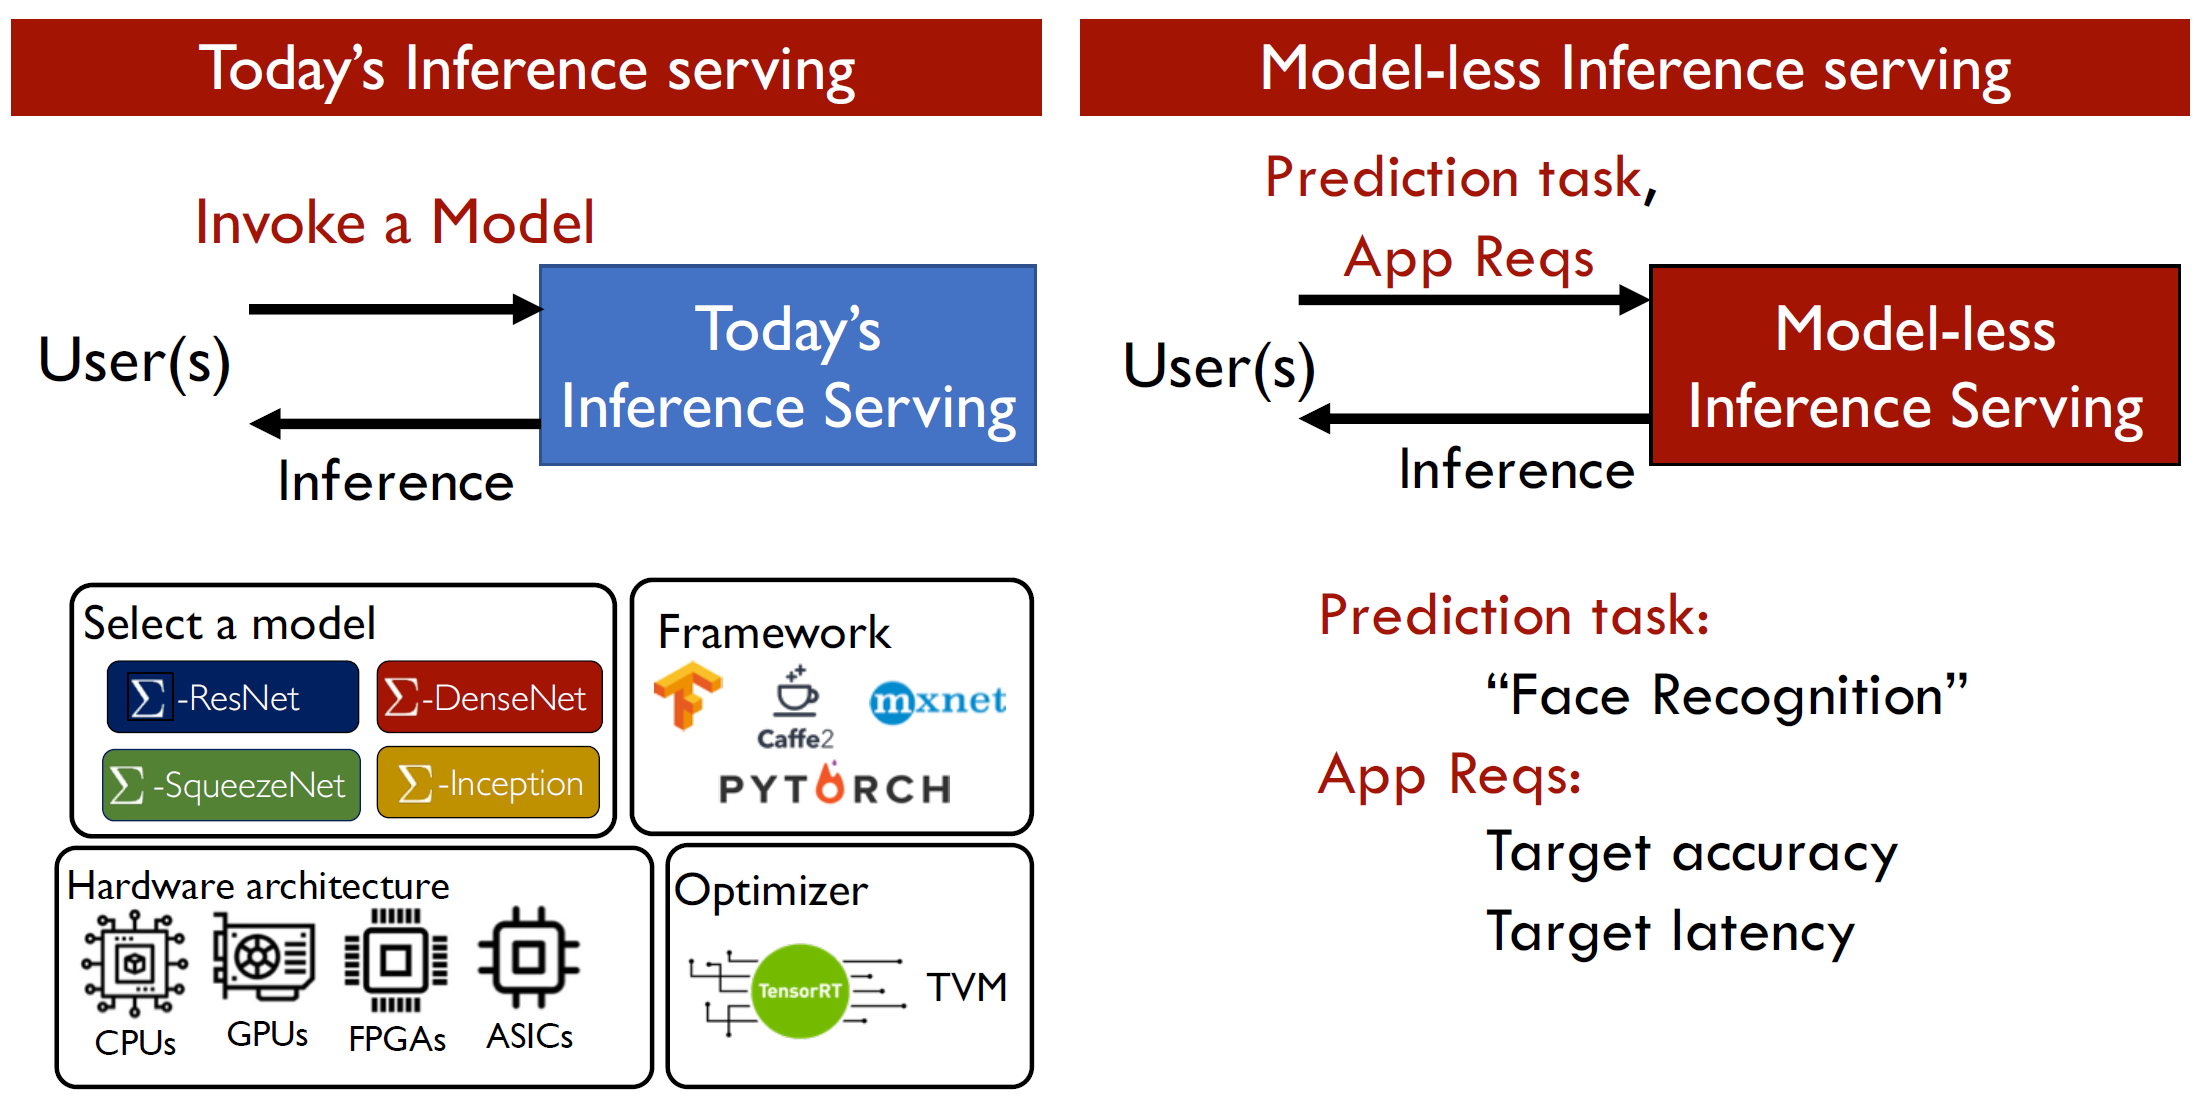 Today's Inference serving
Invoke a Model
User(s)
Today's
Inference Serving
Inference
Select a model
Σ-ResNet
Σ-DenseNet
Σ-SqueezeNet
Σ-Inception
Framework
Caffe2
mxnet
PYTORCH
Hardware architecture
CPUs
GPUs
FPGAs
ASICs
Optimizer
TensorRT
TVM
Model-less Inference serving
Prediction task,
App Reqs
User(s)
Model-less
Inference Serving
Inference
Prediction task:
“Face Recognition”
App Reqs:
Target accuracy
Target latency